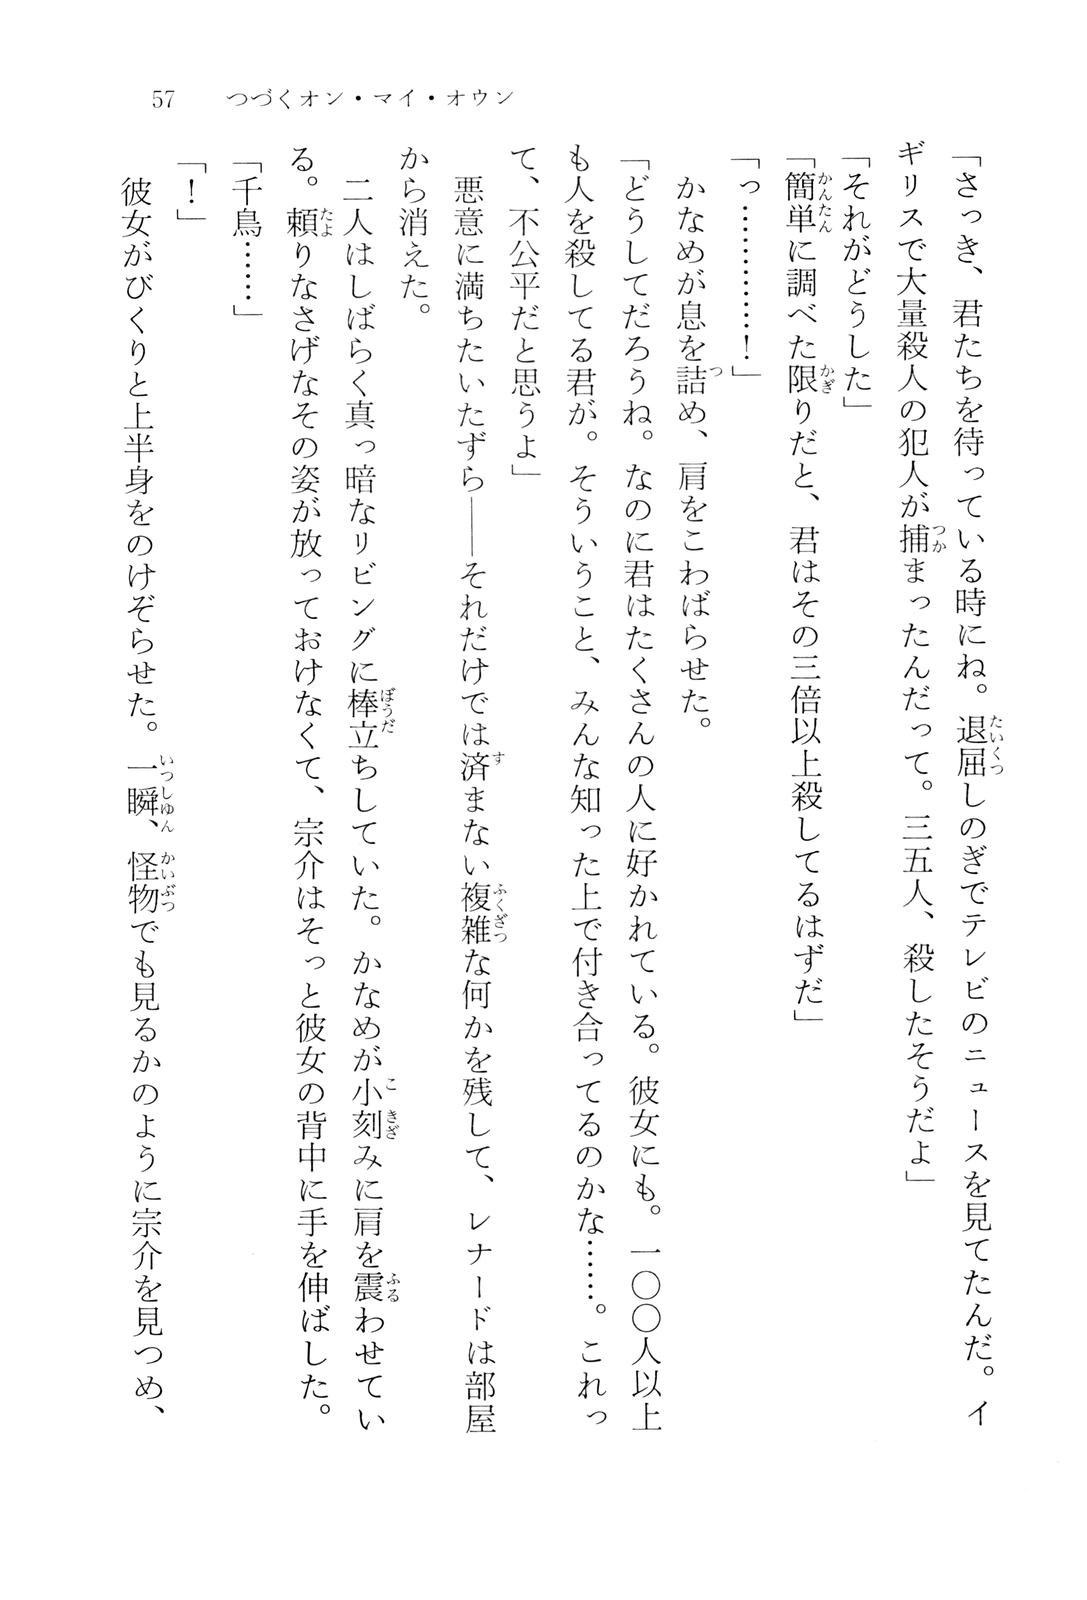 57　つづくオン・マイ・オウン
「さっき、君たちを待っている時にね。退屈しのぎでテレビのニュースを見てたんだ。イ
ギリスで大量殺人の犯人が捕まったんだって。三五人、殺したそうだよ」
「それがどうした」
「簡単に調べた限りだと、君はその三倍以上殺してるはずだ」
「っ…………！」
　かなめが息を詰め、肩をこわばらせた。
「どうしてだろうね。なのに君はたくさんの人に好かれている。彼女にも。一〇〇人以上
も人を殺してる君が。そういうこと、みんな知った上で付き合ってるのかな……。これっ
て、不公平だと思うよ」
　悪意に満ちたいたずら――それだけでは済まない複雑な何かを残して、レナードは部屋
から消えた。
　二人はしばらく真っ暗なリビングに棒立ちしていた。かなめが小刻みに肩を震わせてい
る。頼りなさげなその姿が放っておけなくて、宗介はそっと彼女の背中に手を伸ばした。
「千鳥……」
「！」
　彼女がびくりと上半身をのけぞらせた。一瞬、怪物でも見るかのように宗介を見つめ、